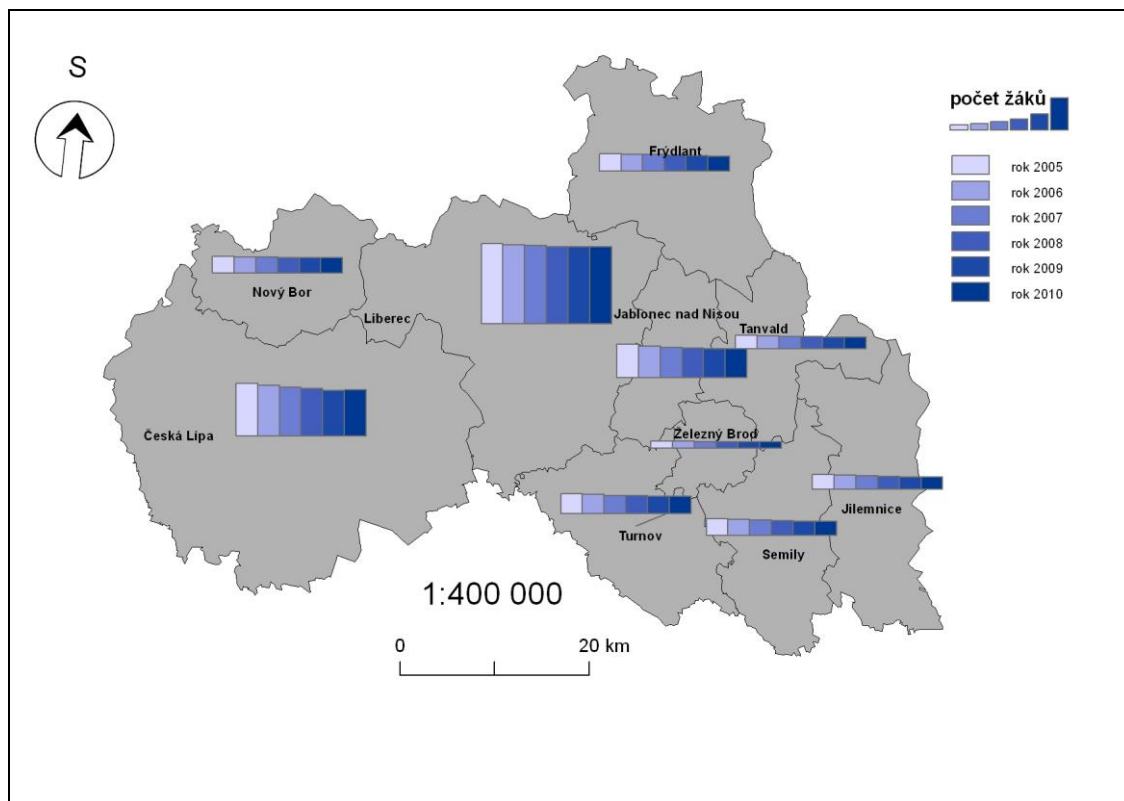 S
počet žáků
rok 2005
rok 2006
rok 2007
rok 2008
rok 2009
rok 2010
Frýdlant
Nový Bor
Liberec
Jablonec nad Nisou
Tanvald
Česká Lípa
Železný Brod
Jilemnice
Turnov
Semily
1:400 000
0 20 km